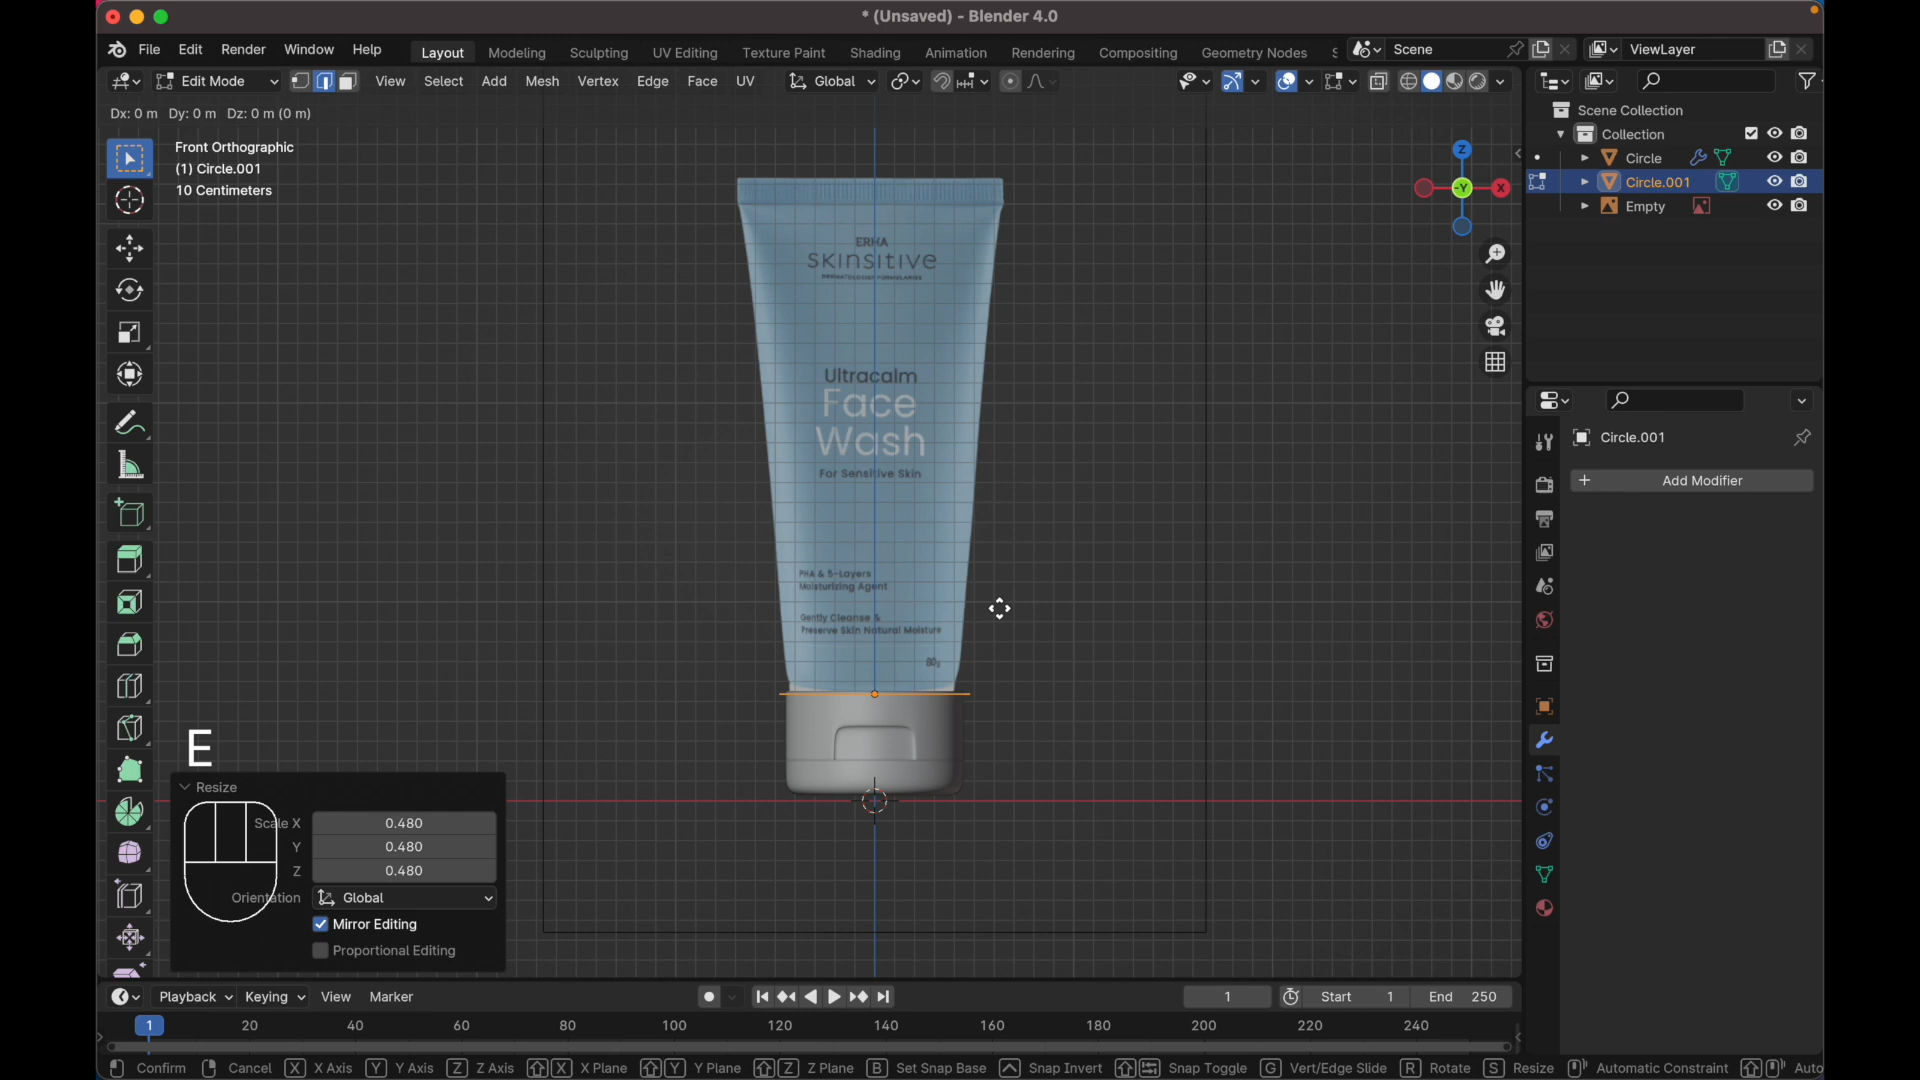 * (Unsaved) - Blender 4.0
File Edit Render Window Help Layout Modeling Sculpting UV Editing Texture Paint Shading Animation Rendering Compositing Geometry Nodes S Scene ViewLayer
Edit Mode View Select Add Mesh Vertex Edge Face UV Global
Dx: 0 m Dy: 0 m Dz: 0 m (0 m)
Front Orthographic
(1) Circle.001
10 Centimeters
Z
-Y
X
Scene Collection
Collection
Circle
Circle.001
Empty
Circle.001
+ Add Modifier
ERHA
Skinsitive
Ultracalm
Face
Wash
For Sensitive Skin
PHA & 5-Layers
Moisturizing Agent
Gently Cleanse &
Preserve Skin Natural Moisture
80g
E
Resize
Scale X 0.480
Y 0.480
Z 0.480
Orientation Global
Mirror Editing
Proportional Editing
Playback Keying View Marker 1 Start 1 End 250
1 20 40 60 80 100 120 140 160 180 200 220 240
Confirm Cancel X X Axis Y Y Axis Z Z Axis X X Plane Y Y Plane Z Z Plane B Set Snap Base Snap Invert Snap Toggle G Vert/Edge Slide R Rotate S Resize Automatic Constraint Auto